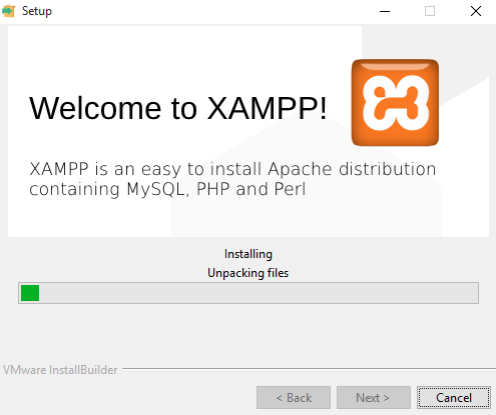 Setup
Welcome to XAMPP!
XAMPP is an easy to install Apache distribution
containing MySQL, PHP and Perl
Installing
Unpacking files
VMware InstallBuilder
< Back
Next >
Cancel